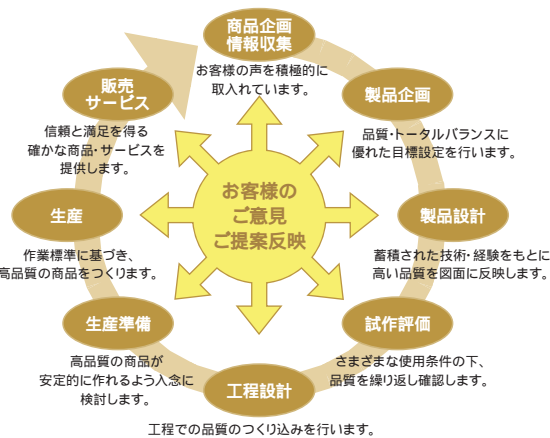 商品企画
情報収集
お客様の声を積極的に
取入れています。
製品企画
品質・トータルバランスに
優れた目標設定を行います。
製品設計
蓄積された技術・経験をもとに
高い品質を図面に反映します。
試作評価
さまざまな使用条件の下、
品質を繰り返し確認します。
工程設計
工程での品質のつくり込みを行います。
生産準備
高品質の商品が
安定的に作れるよう入念に
検討します。
生産
作業標準に基づき、
高品質の商品をつくります。
販売
サービス
信頼と満足を得る
確かな商品・サービスを
提供します。
お客様の
ご意見
ご提案反映